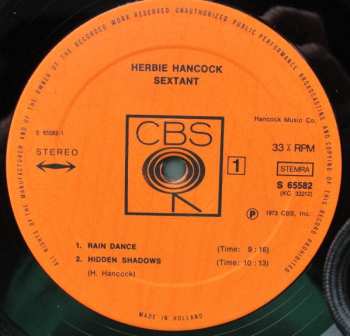 ALL RIGHTS OF THE MANUFACTURER AND OF THE OWNER OF THE RECORDED WORK RESERVED UNAUTHORIZED PUBLIC PERFORMANCE BROADCASTING AND COPYING OF THIS RECORD PROHIBITED
HERBIE HANCOCK
SEXTANT
Hancock Music Co.
S 65582-1
STEREO
CBS
1
33⅓ RPM
STEMRA
S 65582
(KC 32212)
℗ 1973 CBS, Inc.
1. RAIN DANCE (Time: 9:16)
2. HIDDEN SHADOWS (Time: 10:13)
(H. Hancock)
MADE IN HOLLAND